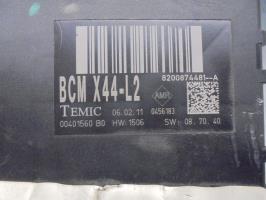 8200874481--A
BCM X44-L2
TEMIC 06.02.11 0456183
00401560 B0 HW:1506 SW: 08.70.40